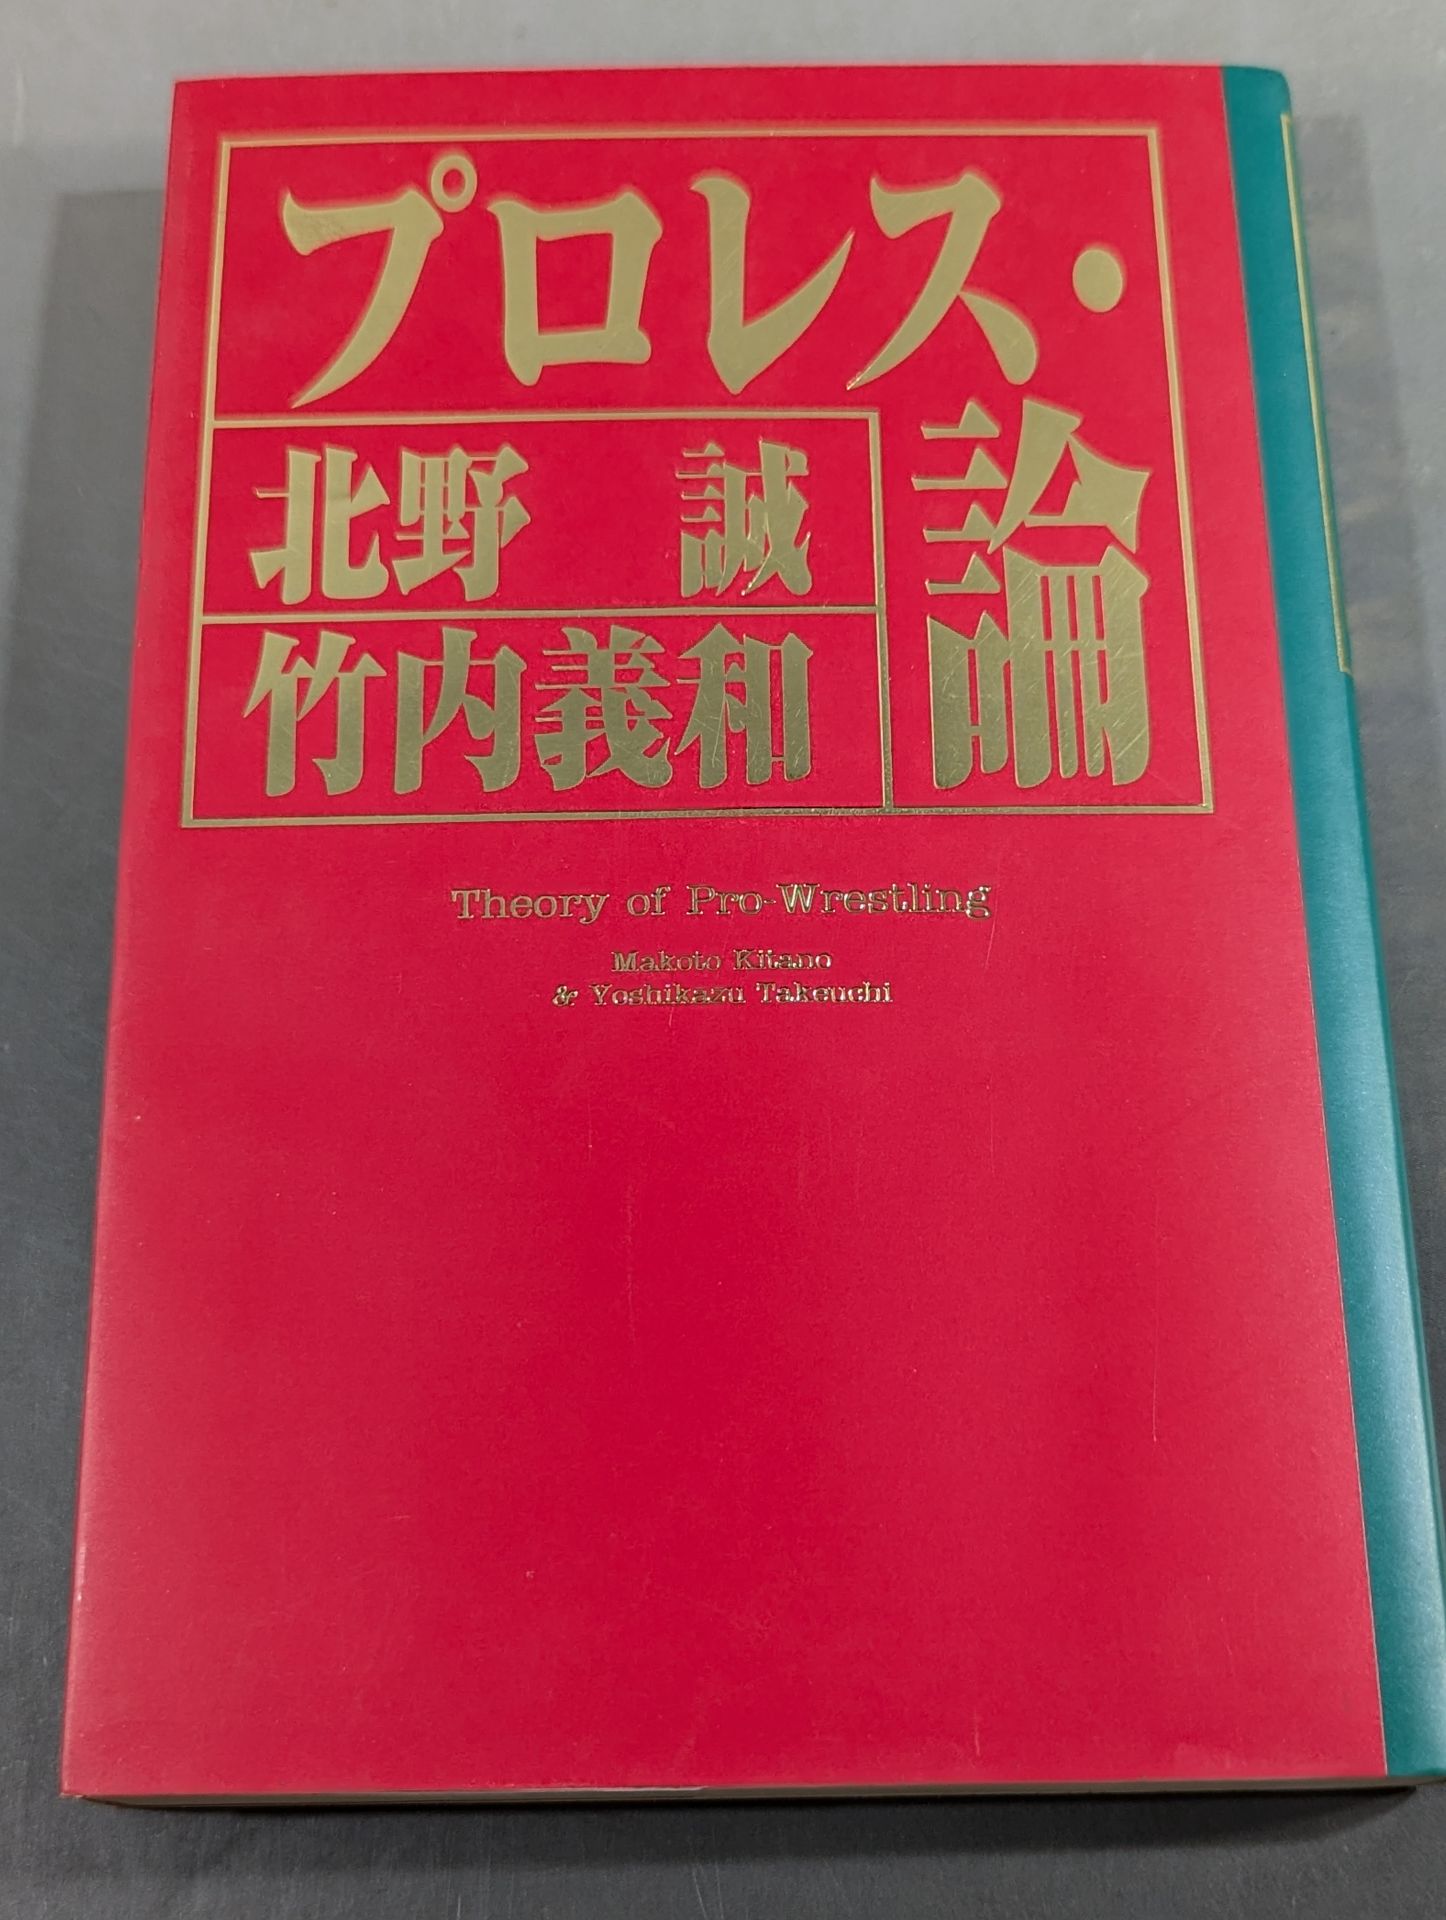 プロレス・論
北野 誠
竹内義和
Theory of Pro-Wrestling
Makoto Kitano
& Yoshikazu Takeuchi